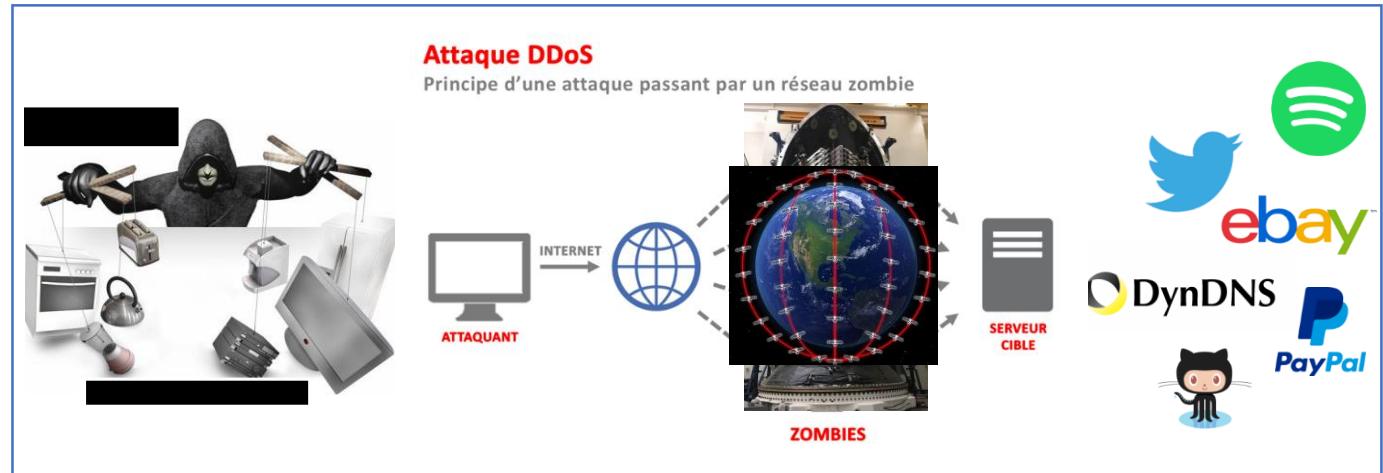 Attaque DDoS
Principe d'une attaque passant par un réseau zombie
INTERNET
ATTAQUANT
ZOMBIES
SERVEUR
CIBLE
ebay
DynDNS
PayPal